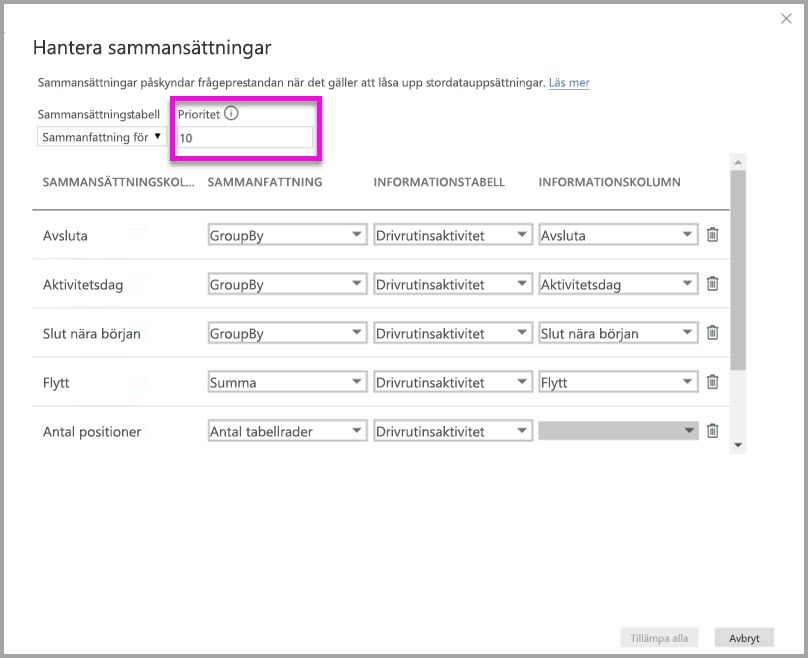 Hantera sammansättningar
Sammansättningar påskyndar frågeprestandan när det gäller att låsa upp stordatauppsättningar. Läs mer
Sammansättningstabell Prioritet
Sammanfattning för 10
SAMMANSÄTTNINGSKOL... SAMMANFATTNING INFORMATIONSTABELL INFORMATIONSKOLUMN
Avsluta GroupBy Drivrutinsaktivitet Avsluta
Aktivitetsdag GroupBy Drivrutinsaktivitet Aktivitetsdag
Slut nära början GroupBy Drivrutinsaktivitet Slut nära början
Flytt Summa Drivrutinsaktivitet Flytt
Antal positioner Antal tabellrader Drivrutinsaktivitet
Tillämpa alla Avbryt